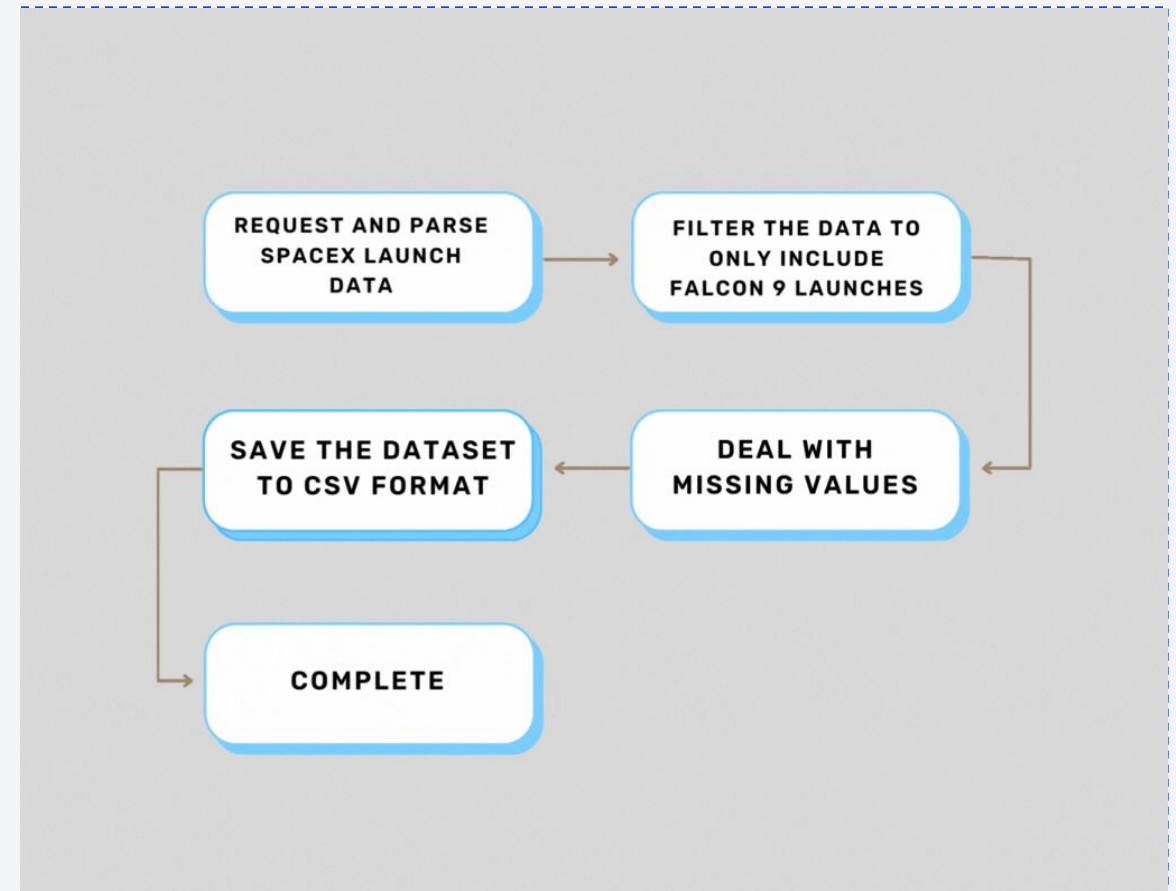 REQUEST AND PARSE
SPACEX LAUNCH
DATA
FILTER THE DATA TO
ONLY INCLUDE
FALCON 9 LAUNCHES
DEAL WITH
MISSING VALUES
SAVE THE DATASET
TO CSV FORMAT
COMPLETE